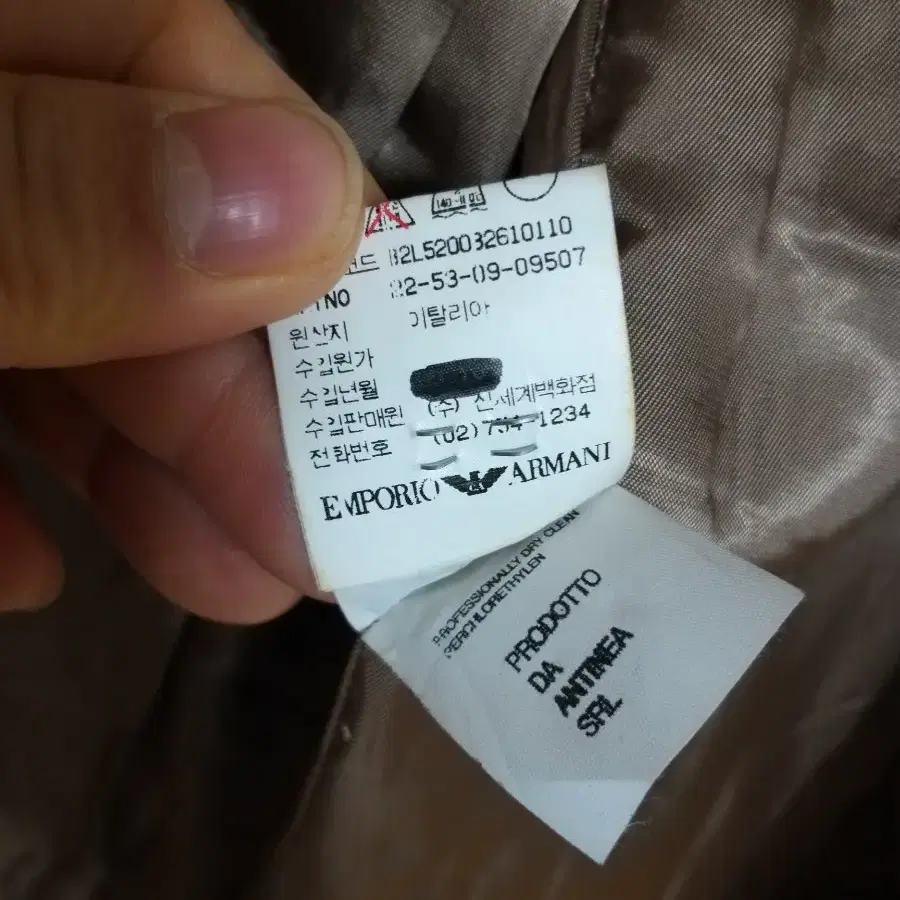 B2L520032610110
NO 22-53-09-09507
원산지 이탈리아
수입원가
수입년월
수입판매원 (주) 신세계백화점
전화번호 (02) -1234
EMPORIO ARMANI
PROFESSIONALLY DRY CLEAN
PERCHLORETHYLEN
PRODOTTO
DA
ANTINEA
SRL